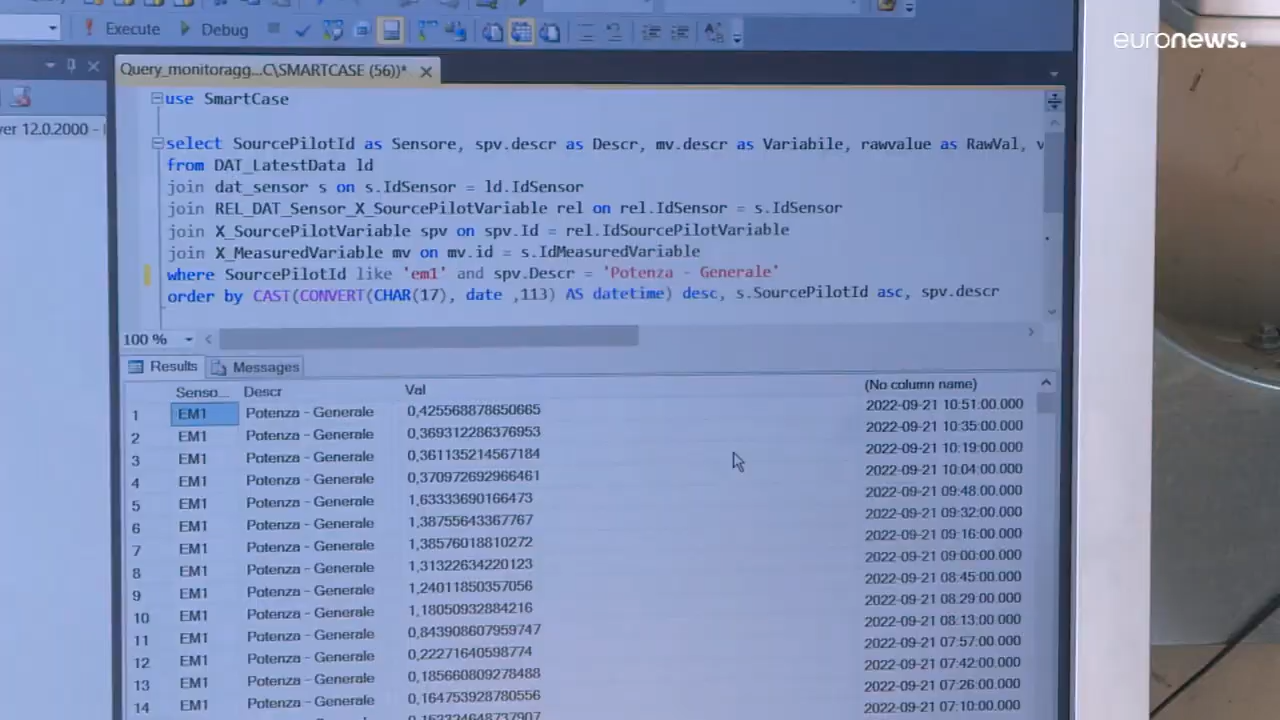 euronews.
Execute Debug
Query_monitoragg...C\SMARTCASE (56))*
use SmartCase
ver 12.0.2000 -
select SourcePilotId as Sensore, spv.descr as Descr, mv.descr as Variabile, rawvalue as RawVal, v
from DAT_LatestData ld
join dat_sensor s on s.IdSensor = ld.IdSensor
join REL_DAT_Sensor_X_SourcePilotVariable rel on rel.IdSensor = s.IdSensor
join X_SourcePilotVariable spv on spv.Id = rel.IdSourcePilotVariable
join X_MeasuredVariable mv on mv.id = s.IdMeasuredVariable
where SourcePilotId like 'em1' and spv.Descr = 'Potenza - Generale'
order by CAST(CONVERT(CHAR(17), date ,113) AS datetime) desc, s.SourcePilotId asc, spv.descr
100 %
Results Messages
Senso... Descr Val (No column name)
1 EM1 Potenza - Generale 0,425568878650665 2022-09-21 10:51:00.000
2 EM1 Potenza - Generale 0,369312286376953 2022-09-21 10:35:00.000
3 EM1 Potenza - Generale 0,361135214567184 2022-09-21 10:19:00.000
4 EM1 Potenza - Generale 0,370972692966461 2022-09-21 10:04:00.000
5 EM1 Potenza - Generale 1,63333690166473 2022-09-21 09:48:00.000
6 EM1 Potenza - Generale 1,38755643367767 2022-09-21 09:32:00.000
7 EM1 Potenza - Generale 1,38576018810272 2022-09-21 09:16:00.000
8 EM1 Potenza - Generale 1,31322634220123 2022-09-21 09:00:00.000
9 EM1 Potenza - Generale 1,24011850357056 2022-09-21 08:45:00.000
10 EM1 Potenza - Generale 1,18050932884216 2022-09-21 08:29:00.000
11 EM1 Potenza - Generale 0,843908607959747 2022-09-21 08:13:00.000
12 EM1 Potenza - Generale 0,22271640598774 2022-09-21 07:57:00.000
13 EM1 Potenza - Generale 0,185660809278488 2022-09-21 07:42:00.000
14 EM1 Potenza - Generale 0,164753928780556 2022-09-21 07:26:00.000
2022-09-21 07:10:00.000